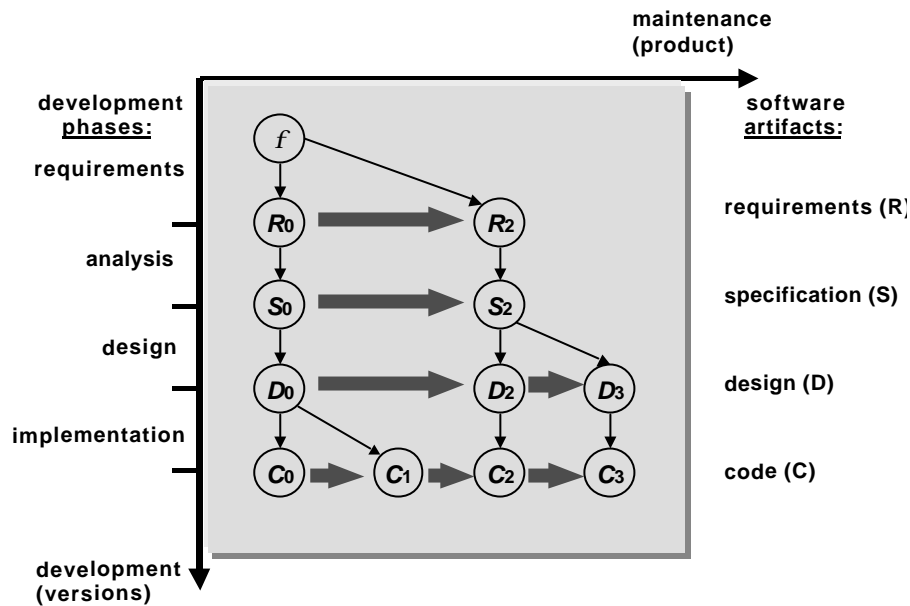 maintenance
(product)
development
phases:
software
artifacts:
f
requirements
R0
R2
requirements (R)
analysis
S0
S2
specification (S)
design
D0
D2
D3
design (D)
implementation
C0
C1
C2
C3
code (C)
development
(versions)